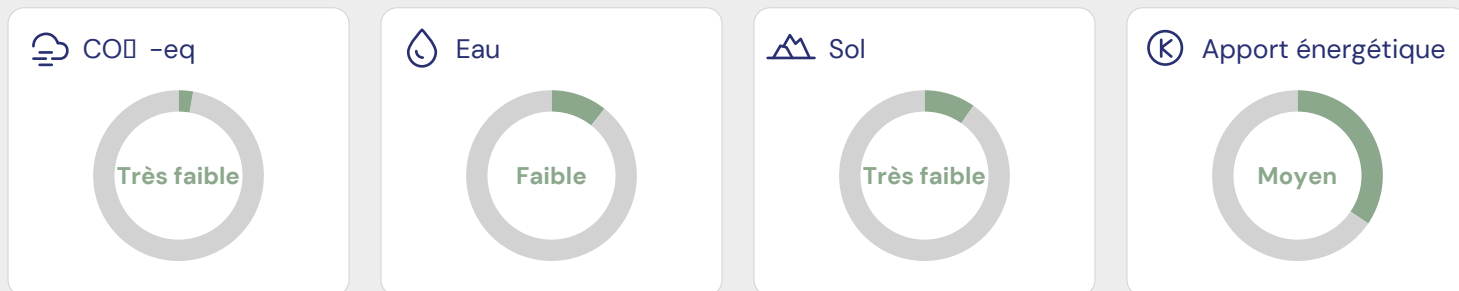 CO▯ -eq
Eau
Sol
Apport énergétique
Très faible
Faible
Très faible
Moyen